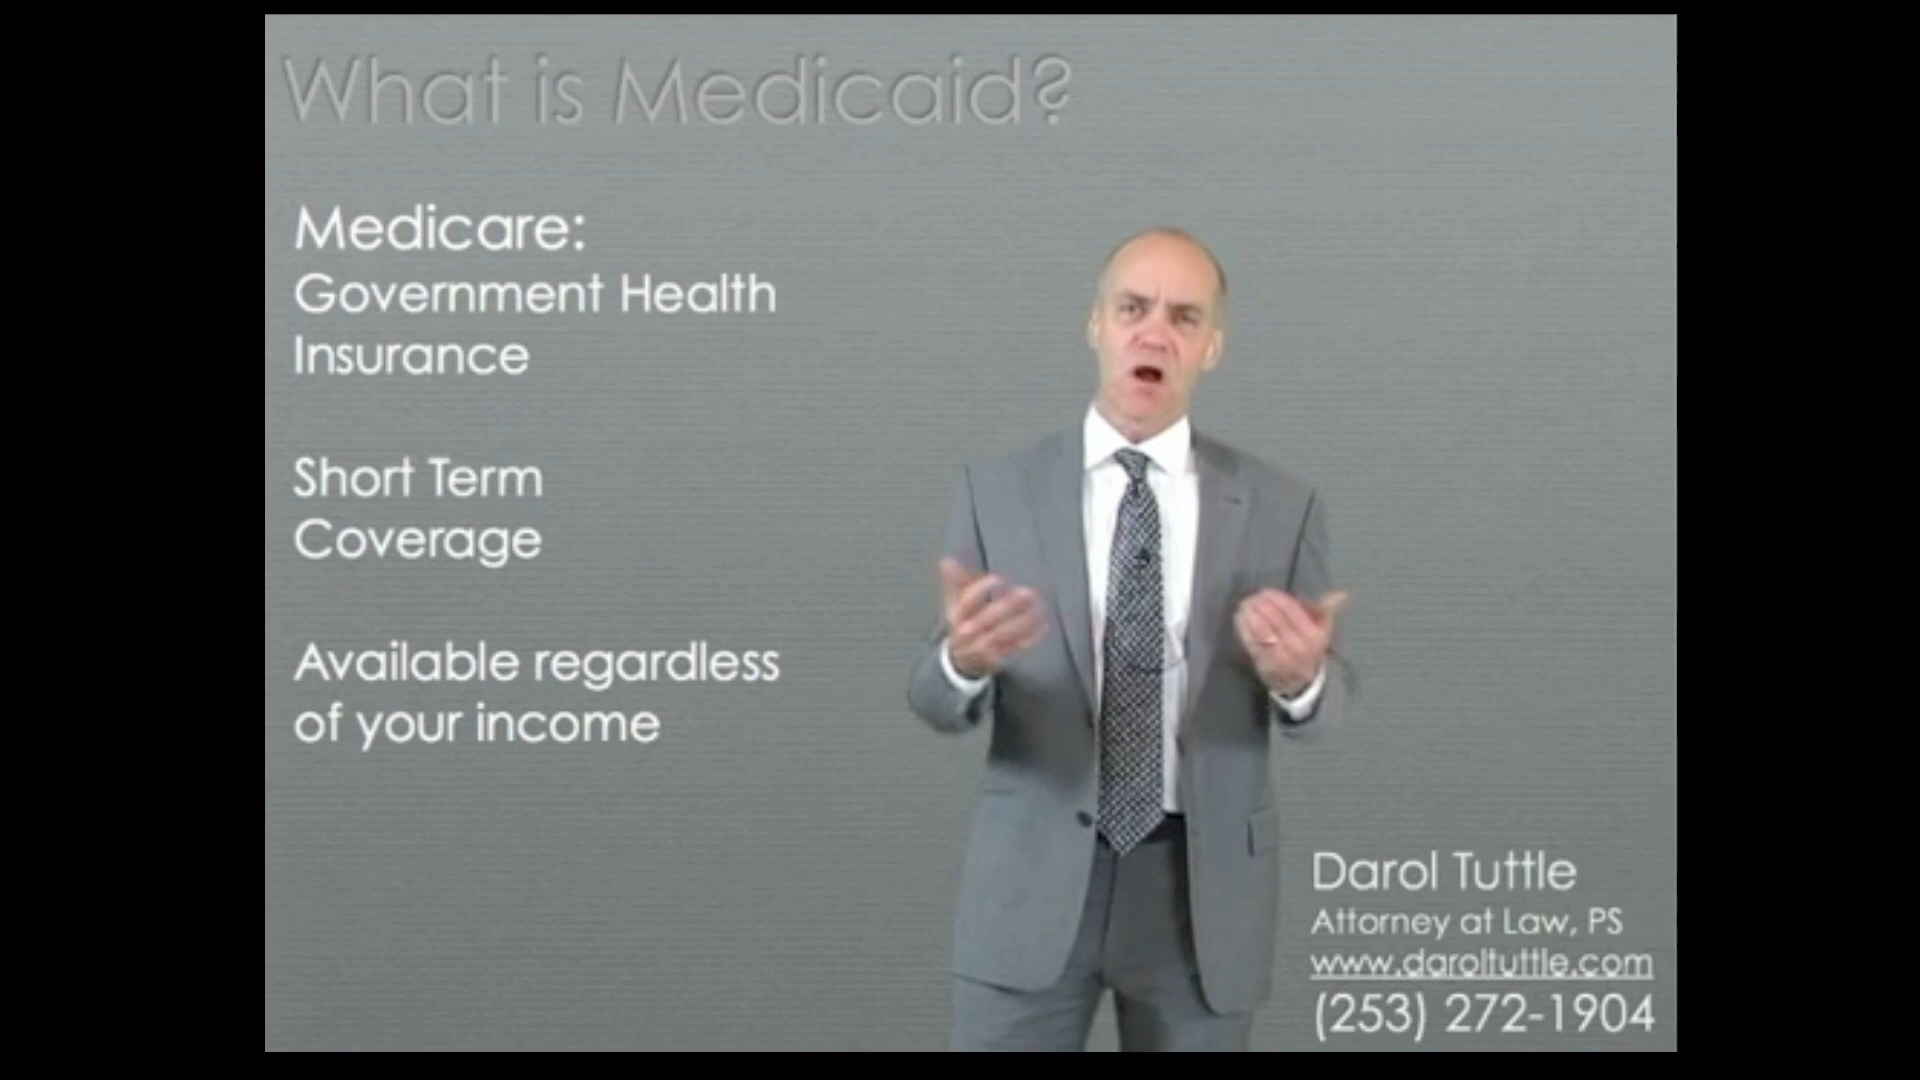 What is Medicaid?
Medicare:
Government Health
Insurance
Short Term
Coverage
Available regardless
of your income
Darol Tuttle
Attorney at Law, PS
www.daroltuttle.com
(253) 272-1904